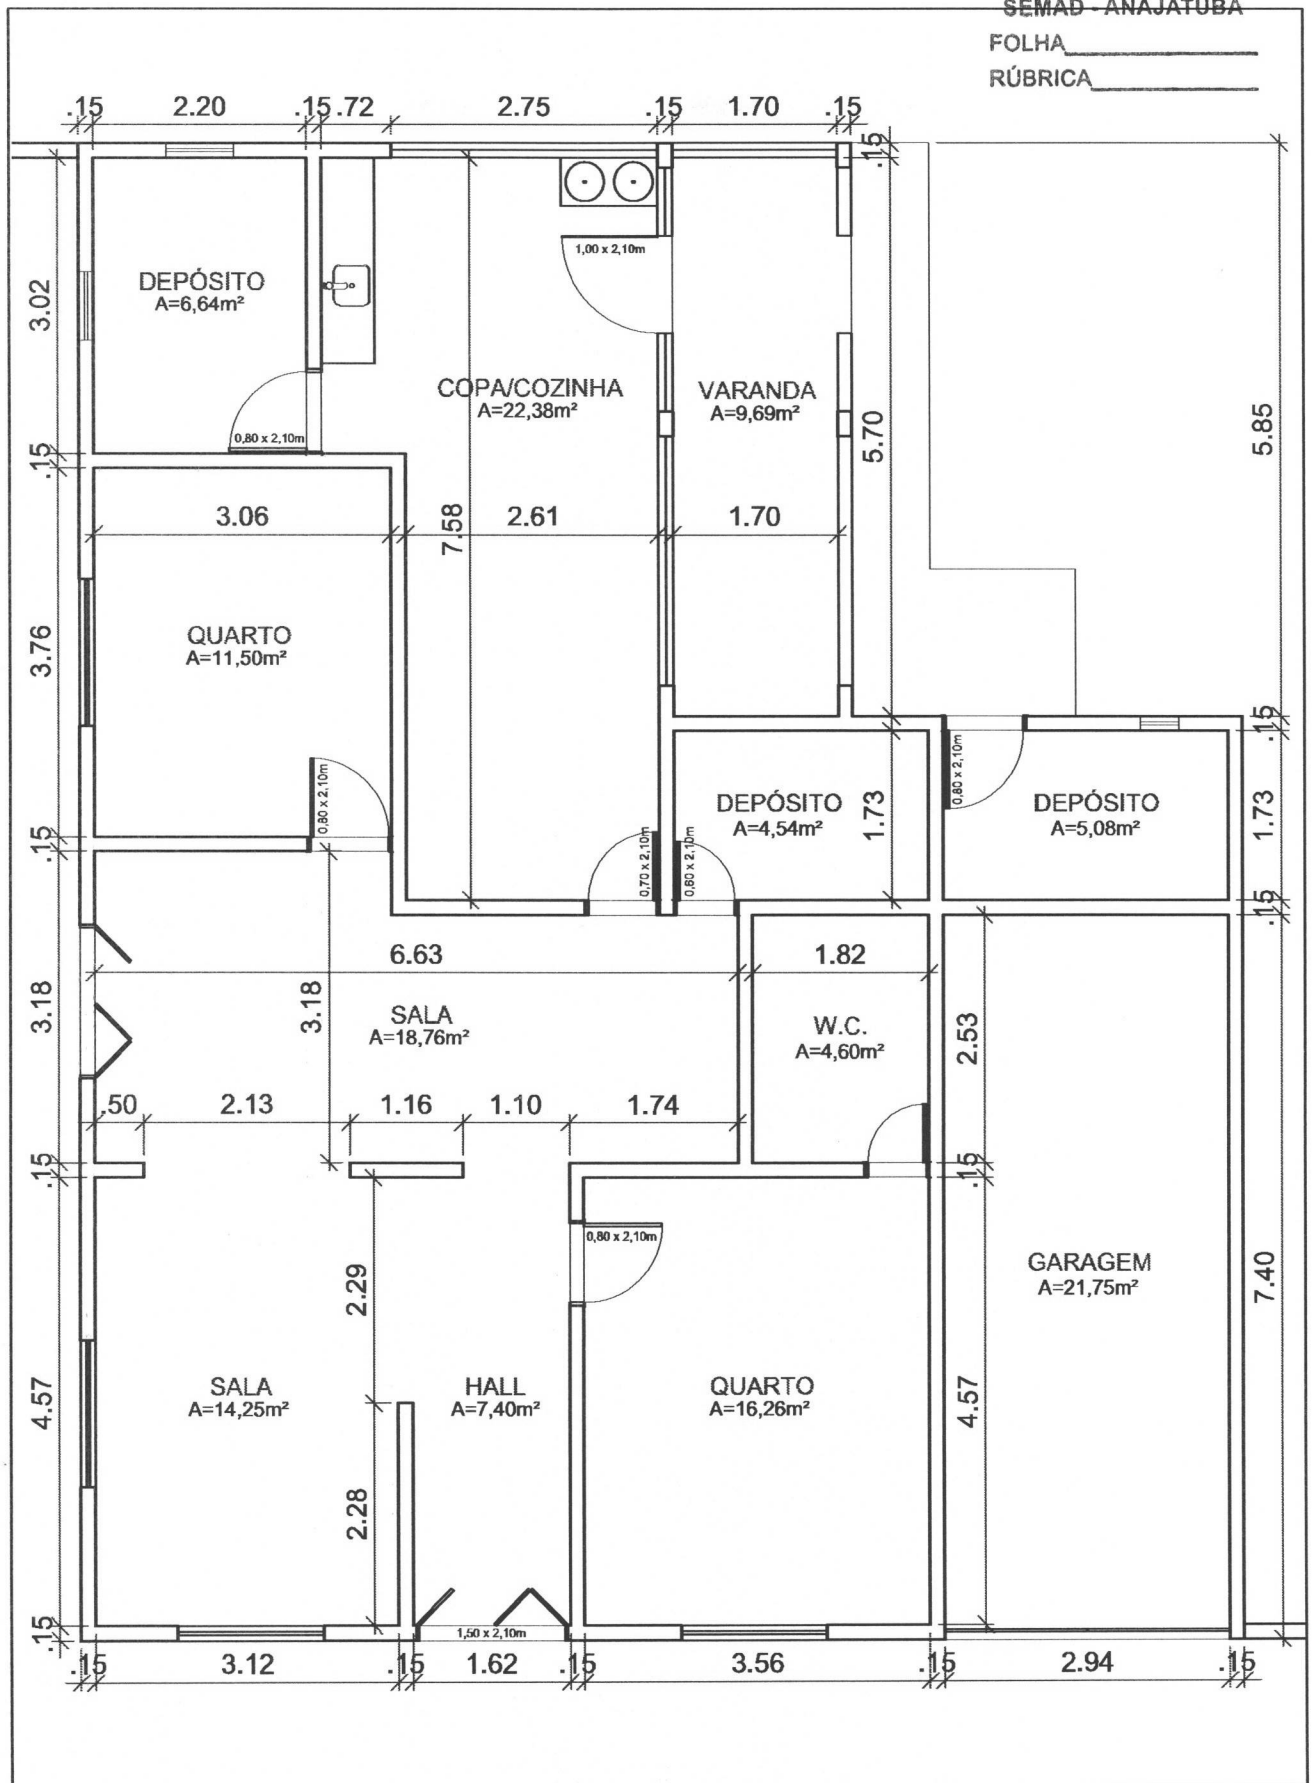 SEMAD - ANAJATUBA
FOLHA
RÚBRICA
.15 2.20 .15 .72 2.75 .15 1.70 .15
.15
1,00 x 2,10m
DEPÓSITO
A=6,64m²
3.02
COPA/COZINHA
A=22,38m²
VARANDA
A=9,69m²
5.70
5.85
0,80 x 2,10m
.15
3.06
7.58
2.61
1.70
QUARTO
A=11,50m²
3.76
0,80 x 2,10m
.15
.15
0,80 x 2,10m
DEPÓSITO
A=4,54m²
1.73
DEPÓSITO
A=5,08m²
1.73
0,70 x 2,10m
0,60 x 2,10m
.15
6.63
1.82
3.18
3.18
SALA
A=18,76m²
W.C.
A=4,60m²
2.53
.50 2.13 1.16 1.10 1.74
.15
.15
0,80 x 2,10m
2.29
GARAGEM
A=21,75m²
7.40
SALA
A=14,25m²
HALL
A=7,40m²
QUARTO
A=16,26m²
4.57
4.57
2.28
.15
1,50 x 2,10m
.15 3.12 .15 1.62 .15 3.56 .15 2.94 .15